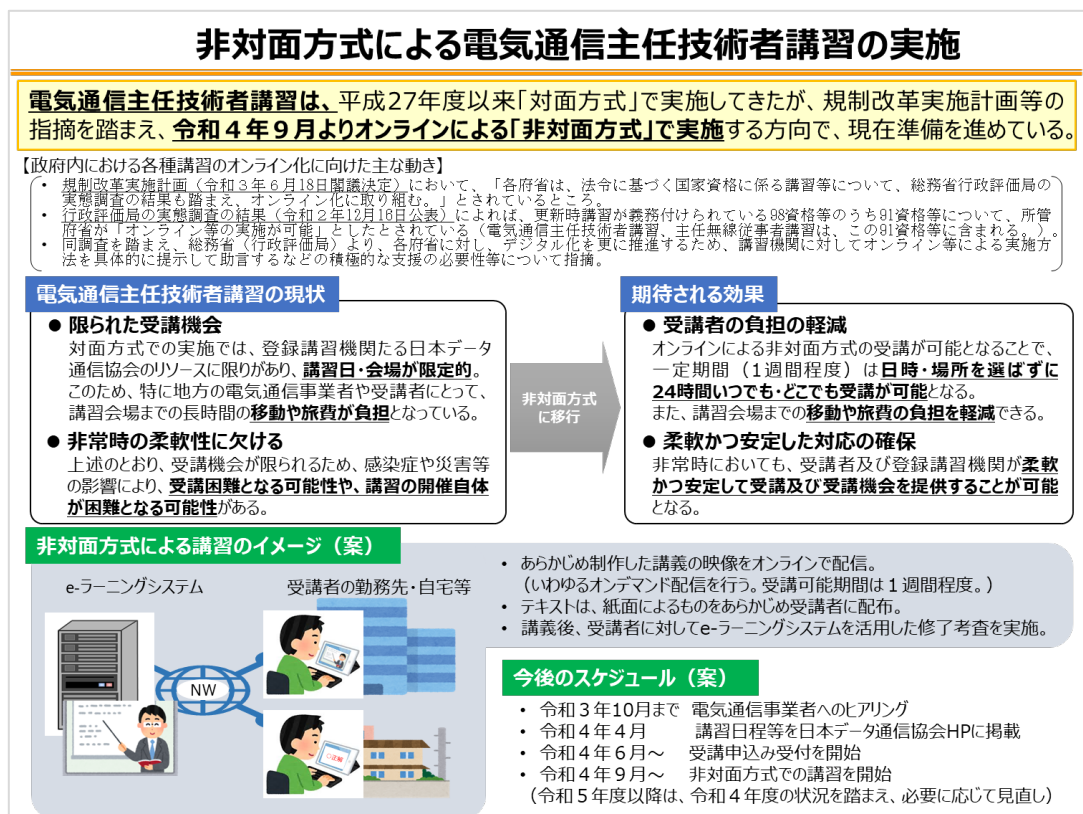 非対面方式による電気通信主任技術者講習の実施
電気通信主任技術者講習は、平成27年度以来「対面方式」で実施してきたが、規制改革実施計画等の
指摘を踏まえ、令和４年９月よりオンラインによる「非対面方式」で実施する方向で、現在準備を進めている。
【政府内における各種講習のオンライン化に向けた主な動き】
• 規制改革実施計画（令和３年６月18日閣議決定）において、「各府省は、法令に基づく国家資格に係る講習等について、総務省行政評価局の
実態調査の結果も踏まえ、オンライン化に取り組む。」とされているところ。
• 行政評価局の実態調査の結果（令和２年12月16日公表）によれば、更新時講習が義務付けられている98資格等のうち91資格等について、所管
府省が「オンライン等の実施が可能」としたとされている（電気通信主任技術者講習、主任無線従事者講習は、この91資格等に含まれる。）。
• 同調査を踏まえ、総務省（行政評価局）より、各府省に対し、デジタル化を更に推進するため、講習機関に対してオンライン等による実施方
法を具体的に提示して助言するなどの積極的な支援の必要性等について指摘。
電気通信主任技術者講習の現状
● 限られた受講機会
対面方式での実施では、登録講習機関たる日本データ
通信協会のリソースに限りがあり、講習日・会場が限定的。
このため、特に地方の電気通信事業者や受講者にとって、
講習会場までの長時間の移動や旅費が負担となっている。
● 非常時の柔軟性に欠ける
上述のとおり、受講機会が限られるため、感染症や災害等
の影響により、受講困難となる可能性や、講習の開催自体
が困難となる可能性がある。
非対面方式
に移行
期待される効果
● 受講者の負担の軽減
オンラインによる非対面方式の受講が可能となることで、
一定期間（1週間程度）は日時・場所を選ばずに
24時間いつでも・どこでも受講が可能となる。
また、講習会場までの移動や旅費の負担を軽減できる。
● 柔軟かつ安定した対応の確保
非常時においても、受講者及び登録講習機関が柔軟
かつ安定して受講及び受講機会を提供することが可能
となる。
非対面方式による講習のイメージ（案）
e-ラーニングシステム
受講者の勤務先・自宅等
NW
○正解
• あらかじめ制作した講義の映像をオンラインで配信。
（いわゆるオンデマンド配信を行う。受講可能期間は１週間程度。）
• テキストは、紙面によるものをあらかじめ受講者に配布。
• 講義後、受講者に対してe-ラーニングシステムを活用した修了考査を実施。
今後のスケジュール（案）
• 令和３年10月まで 電気通信事業者へのヒアリング
• 令和４年４月 講習日程等を日本データ通信協会HPに掲載
• 令和４年６月～ 受講申込み受付を開始
• 令和４年９月～ 非対面方式での講習を開始
（令和５年度以降は、令和４年度の状況を踏まえ、必要に応じて見直し）